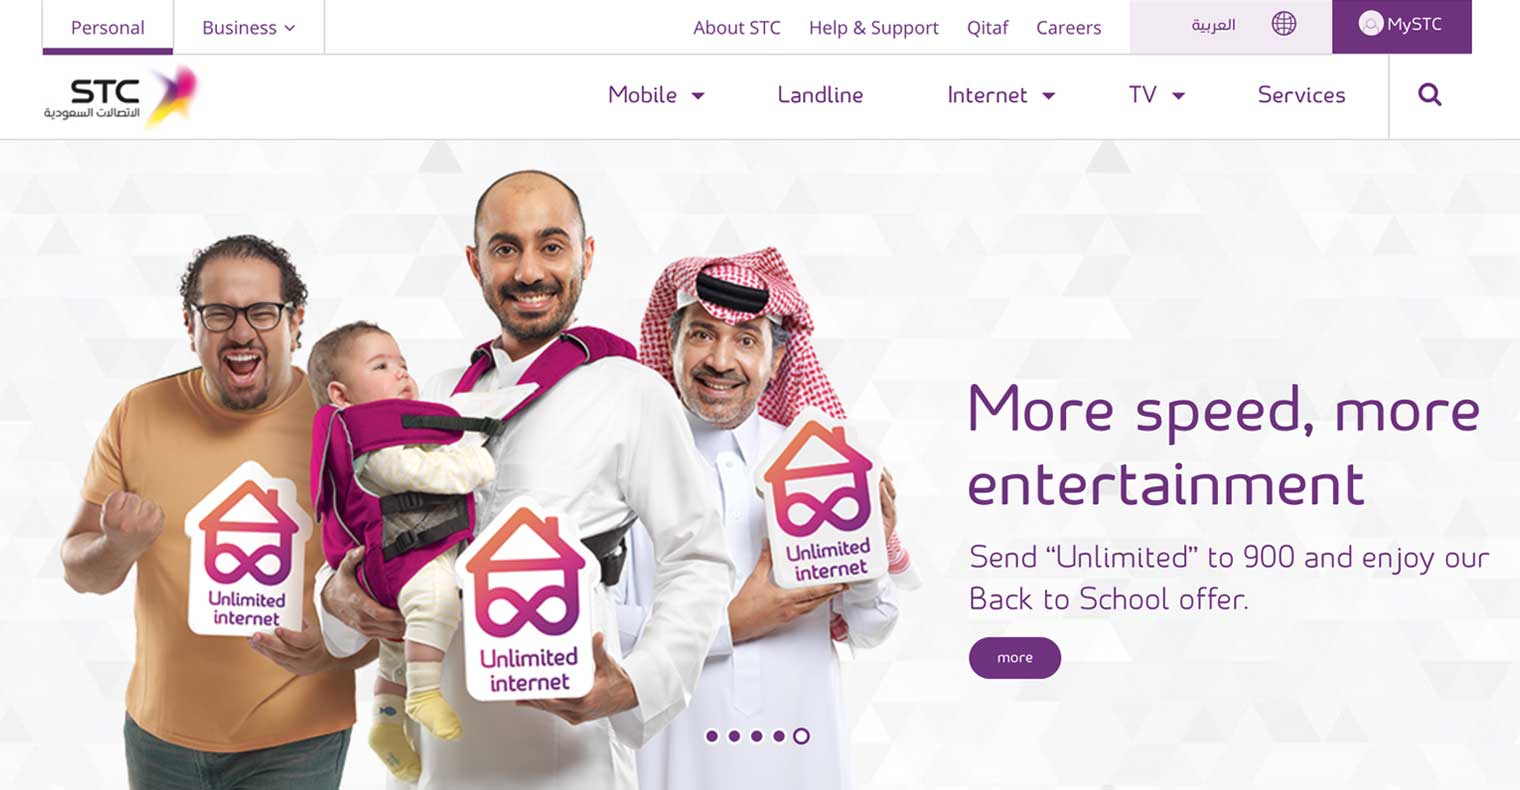 Personal
Business
About STC
Help & Support
Qitaf
Careers
العربية
MySTC
STC
الاتصالات السعودية
Mobile
Landline
Internet
TV
Services
More speed, more
entertainment
Send “Unlimited” to 900 and enjoy our
Back to School offer.
more
Unlimited
internet
Unlimited
internet
Unlimited
internet